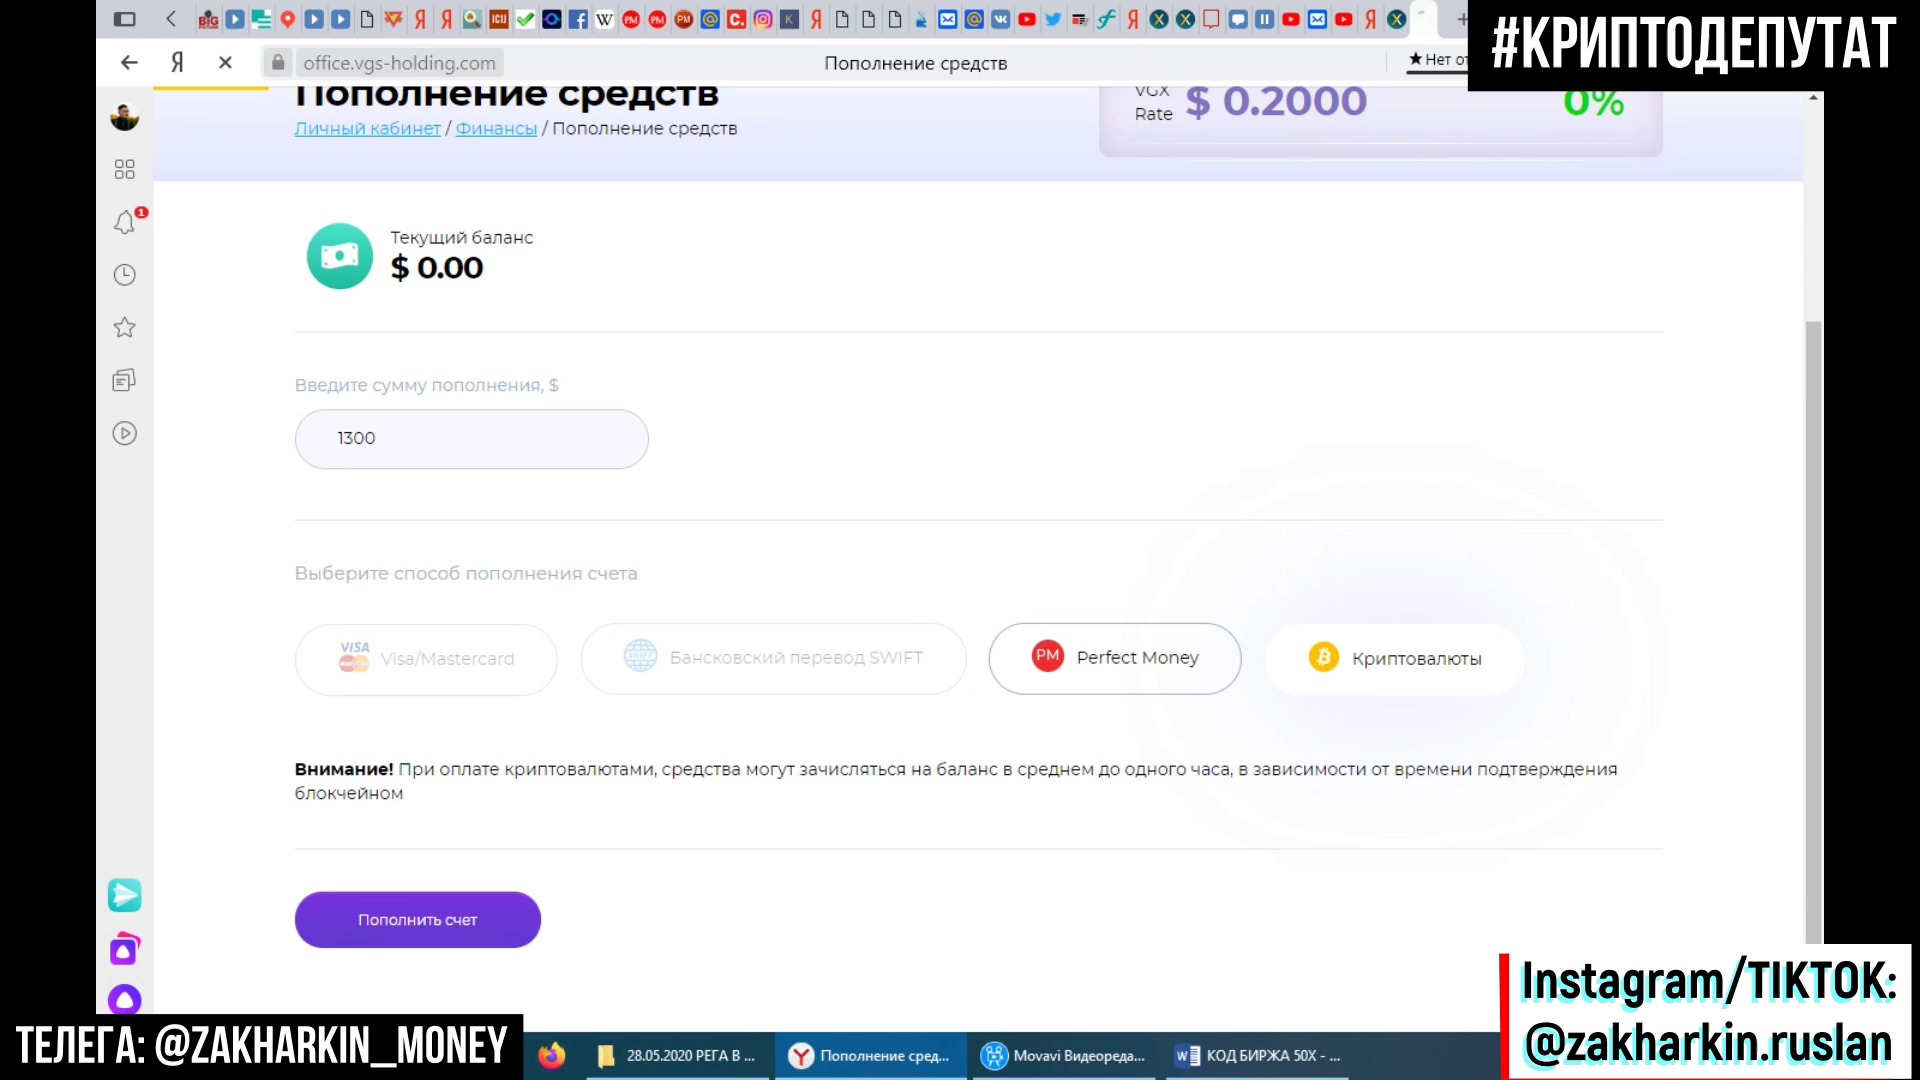 #КРИПТОДЕПУТАТ
office.vgs-holding.com
Пополнение средств
★ Нет
Пополнение средств
Личный кабинет / Финансы / Пополнение средств
VGX
Rate
$ 0.2000
0%
1
Текущий баланс
$ 0.00
Введите сумму пополнения, $
1300
Выберите способ пополнения счета
VISA
Visa/Mastercard
SWIFT
Бансковский перевод SWIFT
PM
Perfect Money
Криптовалюты
Внимание! При оплате криптовалютами, средства могут зачисляться на баланс в среднем до одного часа, в зависимости от времени подтверждения
блокчейном
Пополнить счет
Instagram/TIKTOK:
@zakharkin.ruslan
ТЕЛЕГА: @ZAKHARKIN_MONEY
28.05.2020 РЕГА В ...
Пополнение сред...
Movavi Видеореда...
КОД БИРЖА 50Х - ...